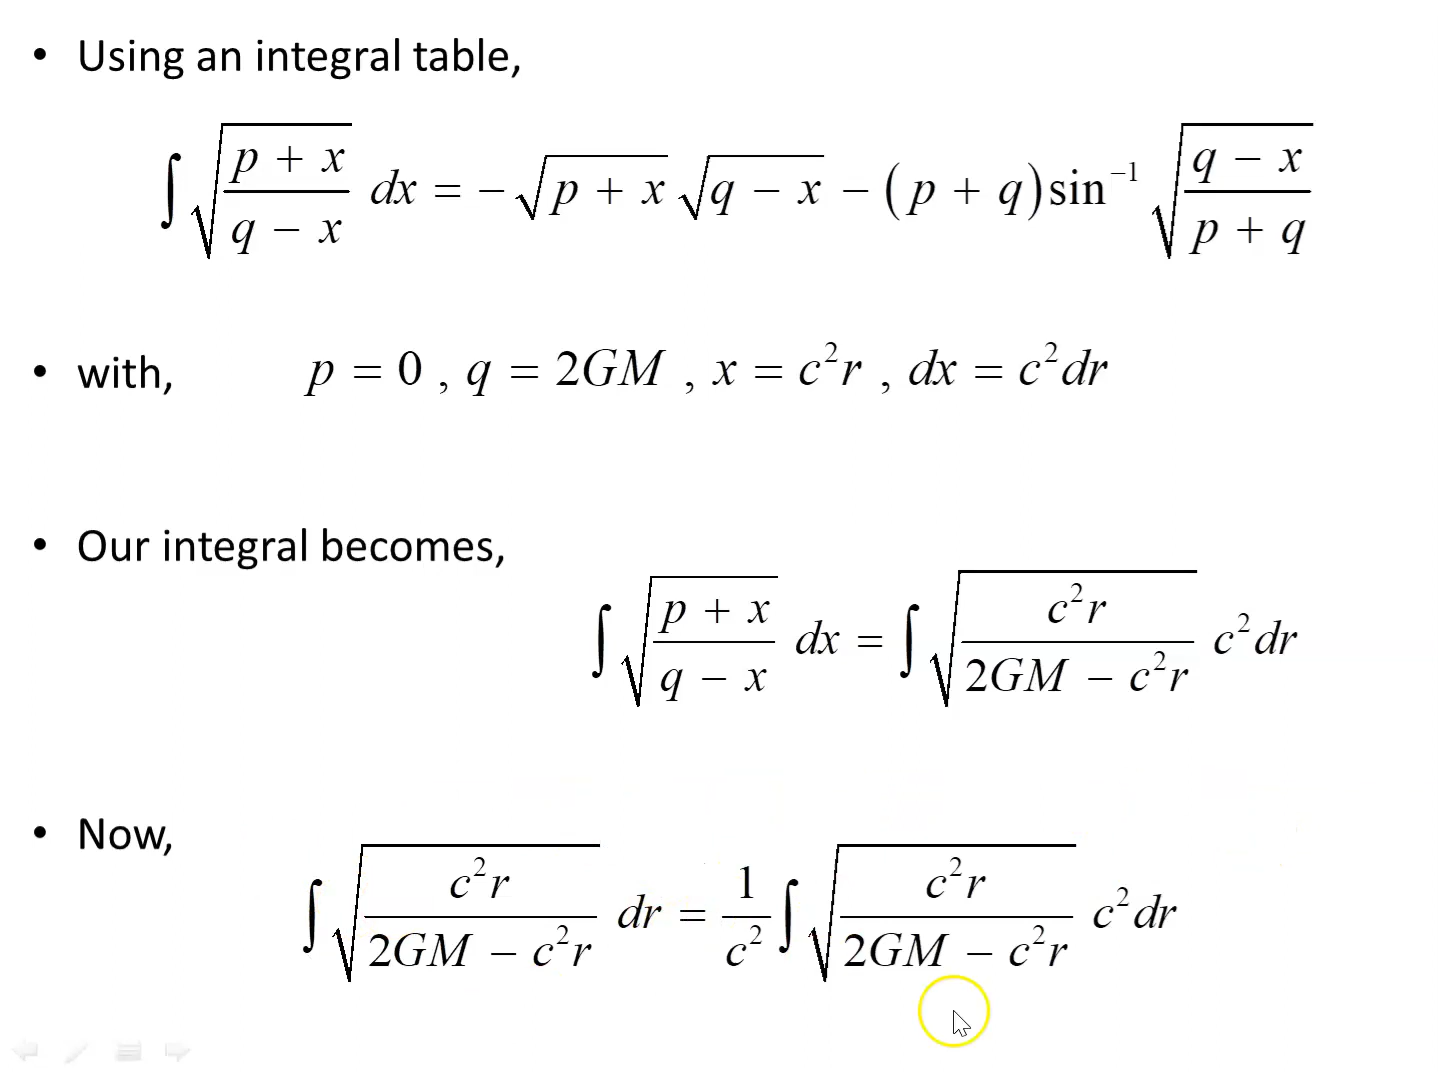 • Using an integral table,
∫ √((p + x)/(q − x)) dx = −√(p + x) √(q − x) − (p + q) sin⁻¹ √((q − x)/(p + q))
• with, p = 0 , q = 2GM , x = c²r , dx = c²dr
• Our integral becomes,
∫ √((p + x)/(q − x)) dx = ∫ √(c²r/(2GM − c²r)) c²dr
• Now,
∫ √(c²r/(2GM − c²r)) dr = 1/c² ∫ √(c²r/(2GM − c²r)) c²dr